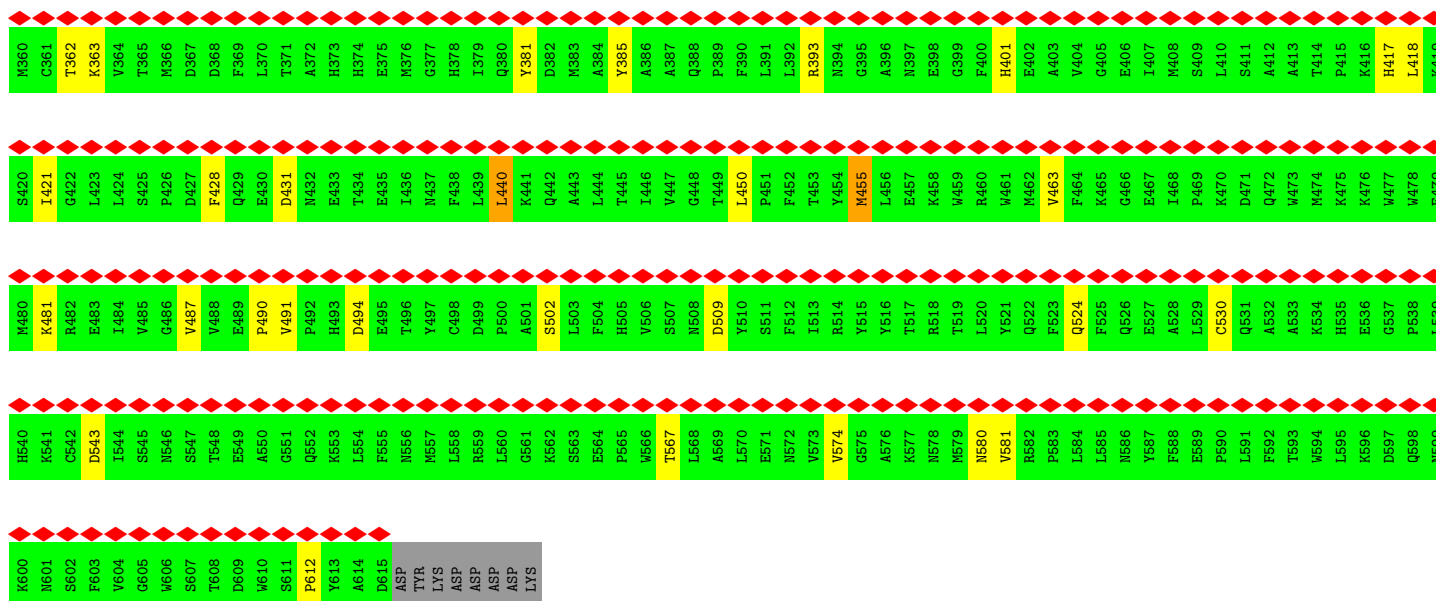 M360 C361 T362 K363 V364 T365 M366 D367 D368 F369 L370 T371 A372 H373 H374 E375 M376 G377 H378 I379 Q380 Y381 D382 M383 A384 Y385 A386 A387 Q388 P389 F390 L391 L392 R393 N394 G395 A396 N397 E398 G399 F400 H401 E402 A403 V404 G405 E406 I407 M408 S409 L410 S411 A412 A413 T414 P415 K416 H417 L418 K419
S420 I421 G422 L423 L424 S425 P426 D427 F428 Q429 E430 D431 N432 E433 T434 E435 I436 N437 F438 L439 L440 K441 Q442 A443 L444 T445 I446 V447 G448 T449 L450 P451 F452 T453 Y454 M455 L456 E457 K458 W459 R460 W461 M462 V463 F464 K465 G466 E467 I468 P469 K470 D471 Q472 W473 M474 K475 K476 W477 W478 E479
M480 K481 R482 E483 I484 V485 G486 V487 V488 E489 P490 V491 P492 H493 D494 E495 T496 Y497 C498 D499 P500 A501 S502 L503 F504 H505 V506 S507 N508 D509 Y510 S511 F512 I513 R514 Y515 Y516 T517 R518 T519 L520 Y521 Q522 F523 Q524 F525 Q526 E527 A528 L529 C530 Q531 A532 A533 K534 H535 E536 G537 P538 L539
H540 K541 C542 D543 I544 S545 N546 S547 T548 E549 A550 G551 Q552 K553 L554 F555 N556 M557 L558 R559 L560 G561 K562 S563 E564 P565 W566 T567 L568 A569 L570 E571 N572 V573 V574 G575 A576 K577 N578 M579 N580 V581 R582 P583 L584 L585 N586 Y587 F588 E589 P590 L591 F592 T593 W594 L595 K596 D597 Q598 N599
K600 N601 S602 F603 V604 G605 W606 S607 T608 D609 W610 S611 P612 Y613 A614 D615 ASP TYR LYS ASP ASP ASP ASP LYS